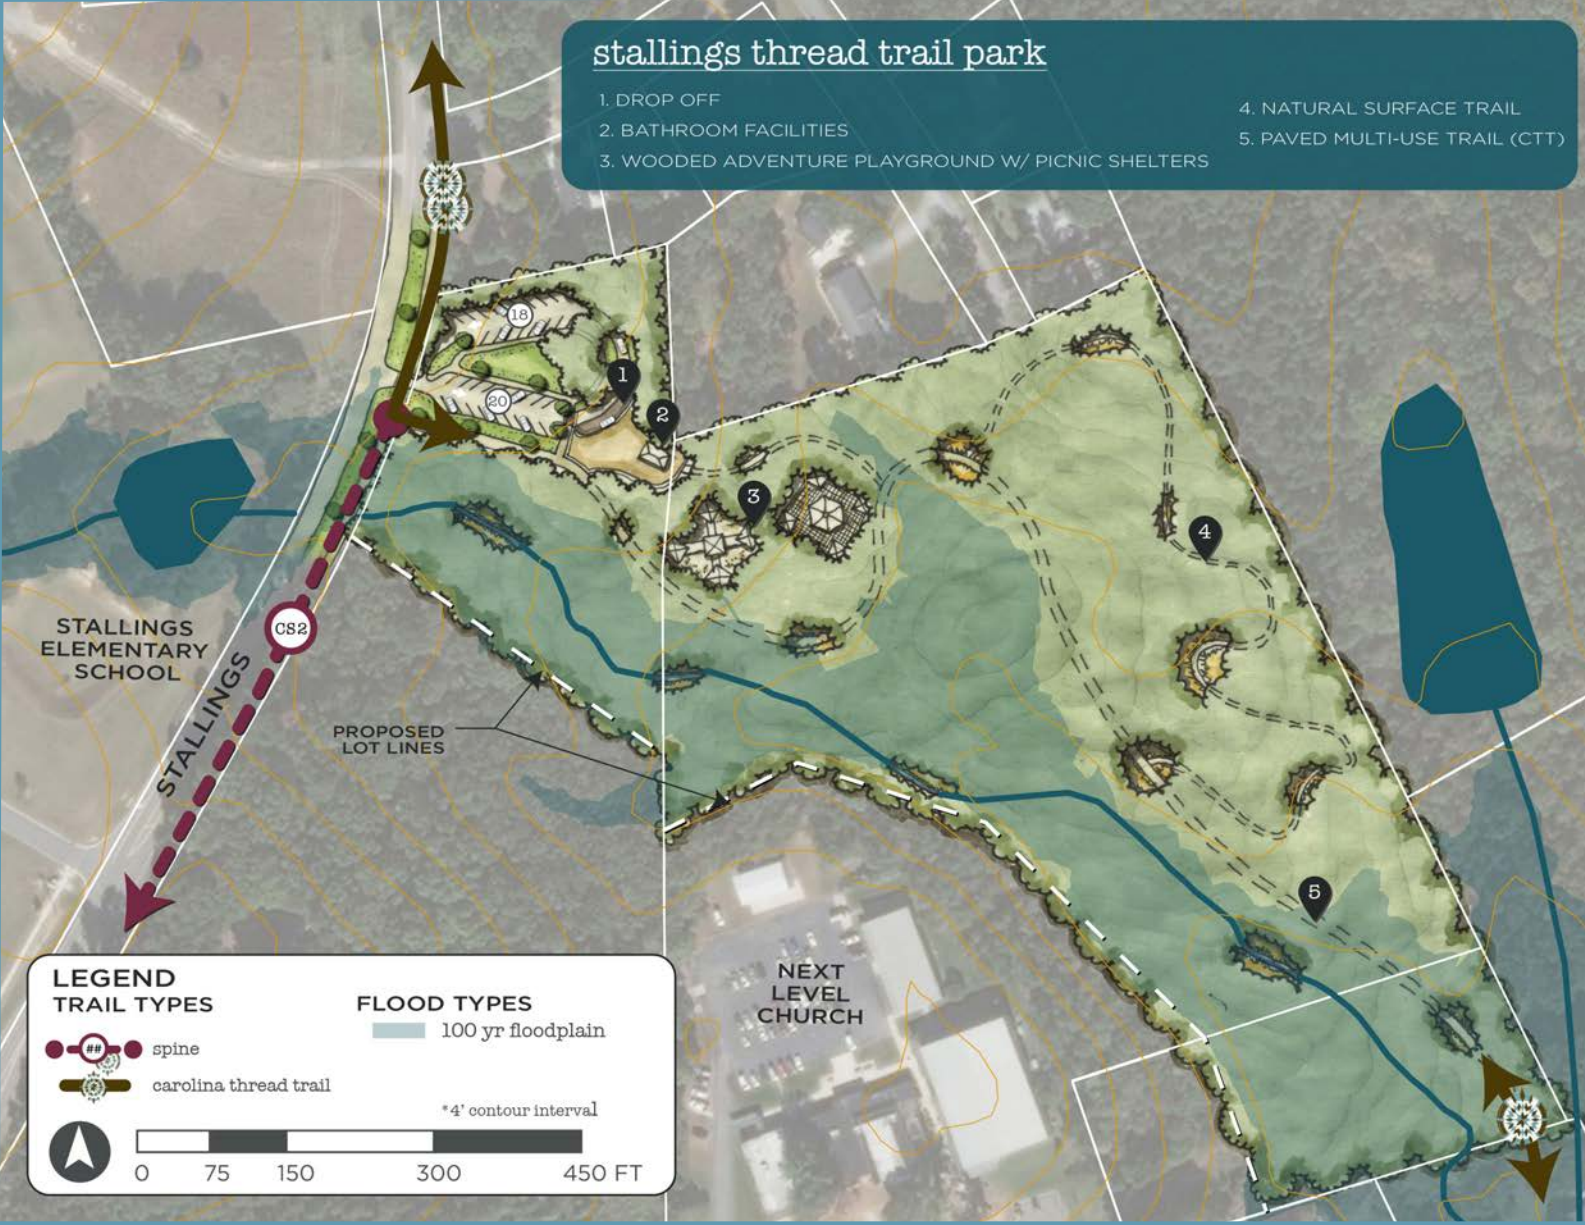 stallings thread trail park
1. DROP OFF
2. BATHROOM FACILITIES
3. WOODED ADVENTURE PLAYGROUND W/ PICNIC SHELTERS
4. NATURAL SURFACE TRAIL
5. PAVED MULTI-USE TRAIL (CTT)
18
1
20
2
3
4
CS2
STALLINGS
ELEMENTARY
SCHOOL
STALLINGS
PROPOSED
LOT LINES
5
NEXT
LEVEL
CHURCH
LEGEND
TRAIL TYPES
## spine
carolina thread trail
FLOOD TYPES
100 yr floodplain
*4' contour interval
0 75 150 300 450 FT